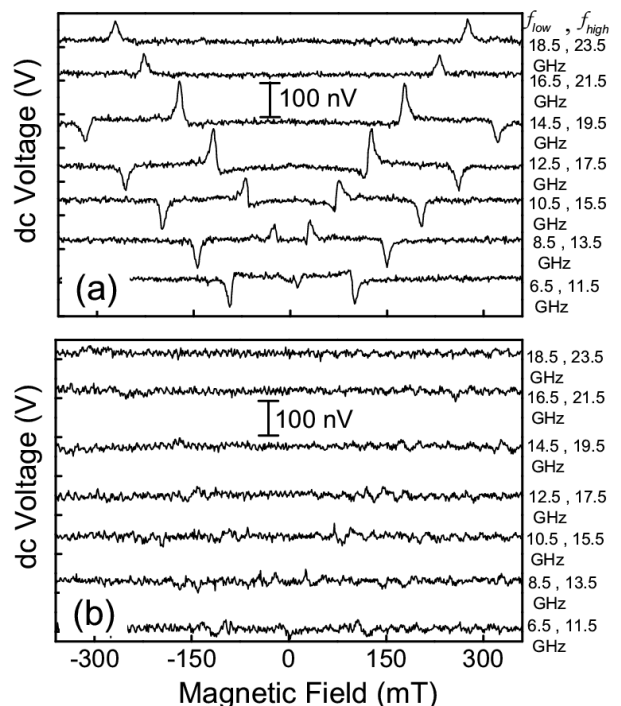 f_low , f_high
18.5 , 23.5
GHz
16.5 , 21.5
GHz
14.5 , 19.5
GHz
12.5 , 17.5
GHz
10.5 , 15.5
GHz
8.5 , 13.5
GHz
6.5 , 11.5
GHz
100 nV
dc Voltage (V)
(a)
-300 -150 0 150 300
18.5 , 23.5
GHz
16.5 , 21.5
GHz
14.5 , 19.5
GHz
12.5 , 17.5
GHz
10.5 , 15.5
GHz
8.5 , 13.5
GHz
6.5 , 11.5
GHz
100 nV
dc Voltage (V)
(b)
Magnetic Field (mT)